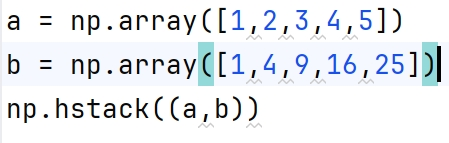 a = np.array([1,2,3,4,5])
b = np.array([1,4,9,16,25])
np.hstack((a,b))